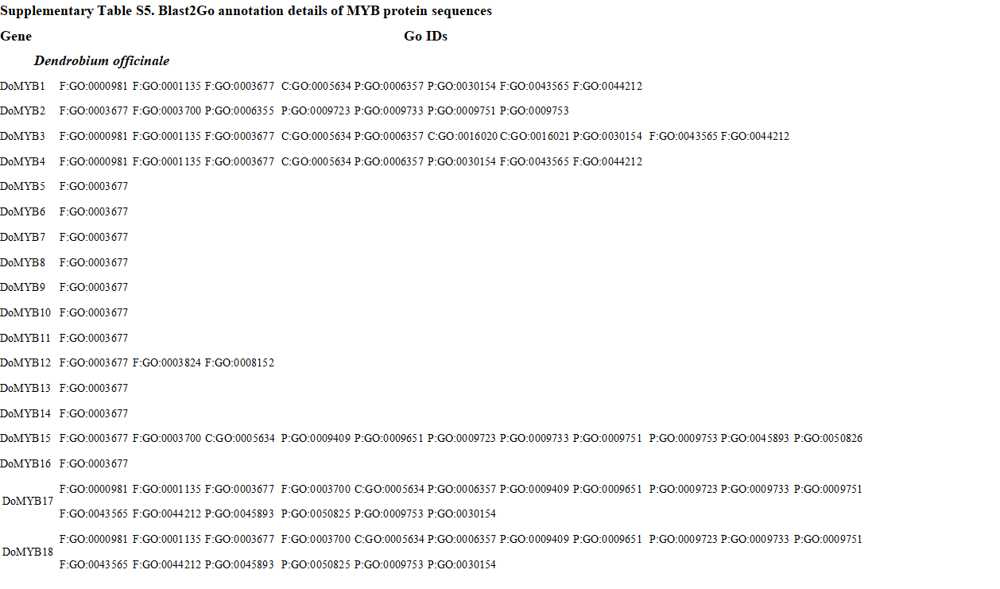 Supplementary Table S5. Blast2Go annotation details of MYB protein sequences
Gene Go IDs
Dendrobium officinale
DoMYB1 F:GO:0000981 F:GO:0001135 F:GO:0003677 C:GO:0005634 P:GO:0006357 P:GO:0030154 F:GO:0043565 F:GO:0044212
DoMYB2 F:GO:0003677 F:GO:0003700 P:GO:0006355 P:GO:0009723 P:GO:0009733 P:GO:0009751 P:GO:0009753
DoMYB3 F:GO:0000981 F:GO:0001135 F:GO:0003677 C:GO:0005634 P:GO:0006357 C:GO:0016020 C:GO:0016021 P:GO:0030154 F:GO:0043565 F:GO:0044212
DoMYB4 F:GO:0000981 F:GO:0001135 F:GO:0003677 C:GO:0005634 P:GO:0006357 P:GO:0030154 F:GO:0043565 F:GO:0044212
DoMYB5 F:GO:0003677
DoMYB6 F:GO:0003677
DoMYB7 F:GO:0003677
DoMYB8 F:GO:0003677
DoMYB9 F:GO:0003677
DoMYB10 F:GO:0003677
DoMYB11 F:GO:0003677
DoMYB12 F:GO:0003677 F:GO:0003824 F:GO:0008152
DoMYB13 F:GO:0003677
DoMYB14 F:GO:0003677
DoMYB15 F:GO:0003677 F:GO:0003700 C:GO:0005634 P:GO:0009409 P:GO:0009651 P:GO:0009723 P:GO:0009733 P:GO:0009751 P:GO:0009753 P:GO:0045893 P:GO:0050826
DoMYB16 F:GO:0003677
DoMYB17 F:GO:0000981 F:GO:0001135 F:GO:0003677 F:GO:0003700 C:GO:0005634 P:GO:0006357 P:GO:0009409 P:GO:0009651 P:GO:0009723 P:GO:0009733 P:GO:0009751
F:GO:0043565 F:GO:0044212 P:GO:0045893 P:GO:0050825 P:GO:0009753 P:GO:0030154
DoMYB18 F:GO:0000981 F:GO:0001135 F:GO:0003677 F:GO:0003700 C:GO:0005634 P:GO:0006357 P:GO:0009409 P:GO:0009651 P:GO:0009723 P:GO:0009733 P:GO:0009751
F:GO:0043565 F:GO:0044212 P:GO:0045893 P:GO:0050825 P:GO:0009753 P:GO:0030154